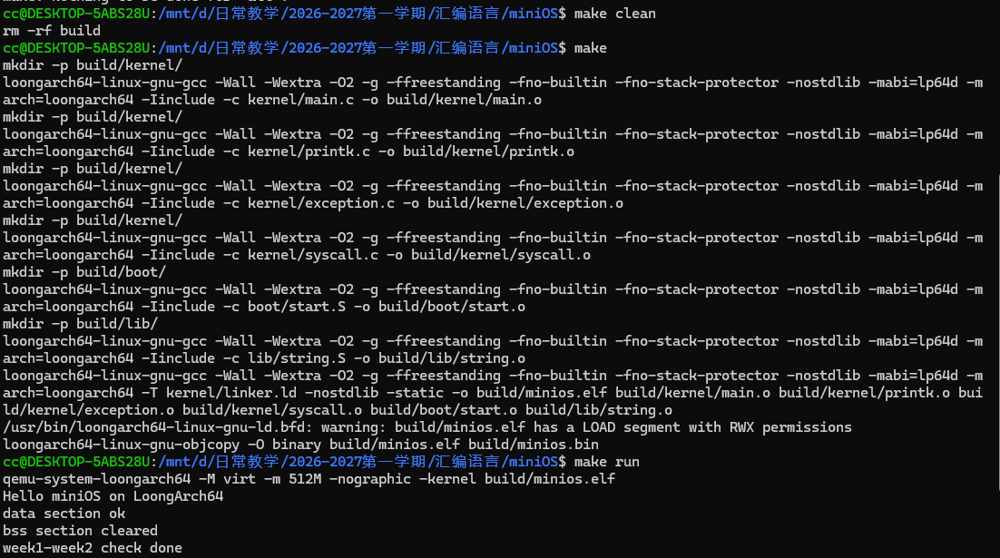 cc@DESKTOP-5ABS28U:/mnt/d/日常教学/2026-2027第一学期/汇编语言/miniOS$ make clean
rm -rf build
cc@DESKTOP-5ABS28U:/mnt/d/日常教学/2026-2027第一学期/汇编语言/miniOS$ make
mkdir -p build/kernel/
loongarch64-linux-gnu-gcc -Wall -Wextra -O2 -g -ffreestanding -fno-builtin -fno-stack-protector -nostdlib -mabi=lp64d -m
arch=loongarch64 -Iinclude -c kernel/main.c -o build/kernel/main.o
mkdir -p build/kernel/
loongarch64-linux-gnu-gcc -Wall -Wextra -O2 -g -ffreestanding -fno-builtin -fno-stack-protector -nostdlib -mabi=lp64d -m
arch=loongarch64 -Iinclude -c kernel/printk.c -o build/kernel/printk.o
mkdir -p build/kernel/
loongarch64-linux-gnu-gcc -Wall -Wextra -O2 -g -ffreestanding -fno-builtin -fno-stack-protector -nostdlib -mabi=lp64d -m
arch=loongarch64 -Iinclude -c kernel/exception.c -o build/kernel/exception.o
mkdir -p build/kernel/
loongarch64-linux-gnu-gcc -Wall -Wextra -O2 -g -ffreestanding -fno-builtin -fno-stack-protector -nostdlib -mabi=lp64d -m
arch=loongarch64 -Iinclude -c kernel/syscall.c -o build/kernel/syscall.o
mkdir -p build/boot/
loongarch64-linux-gnu-gcc -Wall -Wextra -O2 -g -ffreestanding -fno-builtin -fno-stack-protector -nostdlib -mabi=lp64d -m
arch=loongarch64 -Iinclude -c boot/start.S -o build/boot/start.o
mkdir -p build/lib/
loongarch64-linux-gnu-gcc -Wall -Wextra -O2 -g -ffreestanding -fno-builtin -fno-stack-protector -nostdlib -mabi=lp64d -m
arch=loongarch64 -Iinclude -c lib/string.S -o build/lib/string.o
loongarch64-linux-gnu-gcc -Wall -Wextra -O2 -g -ffreestanding -fno-builtin -fno-stack-protector -nostdlib -mabi=lp64d -m
arch=loongarch64 -T kernel/linker.ld -nostdlib -static -o build/minios.elf build/kernel/main.o build/kernel/printk.o bui
ld/kernel/exception.o build/kernel/syscall.o build/boot/start.o build/lib/string.o
/usr/bin/loongarch64-linux-gnu-ld.bfd: warning: build/minios.elf has a LOAD segment with RWX permissions
loongarch64-linux-gnu-objcopy -O binary build/minios.elf build/minios.bin
cc@DESKTOP-5ABS28U:/mnt/d/日常教学/2026-2027第一学期/汇编语言/miniOS$ make run
qemu-system-loongarch64 -M virt -m 512M -nographic -kernel build/minios.elf
Hello miniOS on LoongArch64
data section ok
bss section cleared
week1-week2 check done